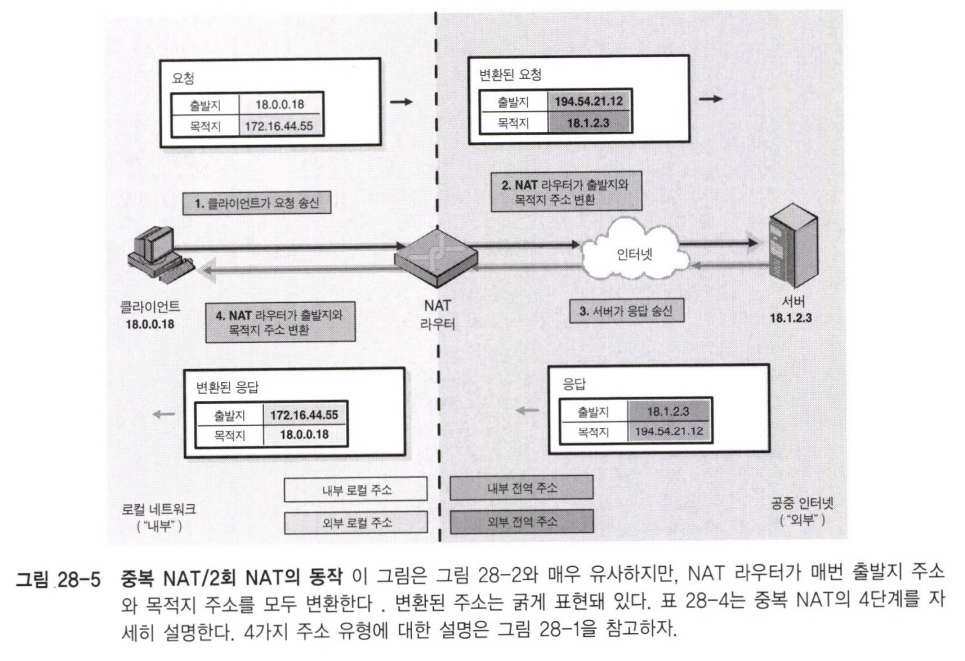 요청
출발지 18.0.0.18
목적지 172.16.44.55
변환된 요청
출발지 194.54.21.12
목적지 18.1.2.3
1. 클라이언트가 요청 송신
2. NAT 라우터가 출발지와
목적지 주소 변환
인터넷
클라이언트
18.0.0.18
4. NAT 라우터가 출발지와
목적지 주소 변환
NAT
라우터
3. 서버가 응답 송신
서버
18.1.2.3
변환된 응답
출발지 172.16.44.55
목적지 18.0.0.18
응답
출발지 18.1.2.3
목적지 194.54.21.12
로컬 네트워크
("내부")
내부 로컬 주소
외부 로컬 주소
내부 전역 주소
외부 전역 주소
공중 인터넷
("외부")
그림 28-5 중복 NAT/2회 NAT의 동작 이 그림은 그림 28-2와 매우 유사하지만, NAT 라우터가 매번 출발지 주소
와 목적지 주소를 모두 변환한다 . 변환된 주소는 굵게 표현돼 있다. 표 28-4는 중복 NAT의 4단계를 자
세히 설명한다. 4가지 주소 유형에 대한 설명은 그림 28-1을 참고하자.